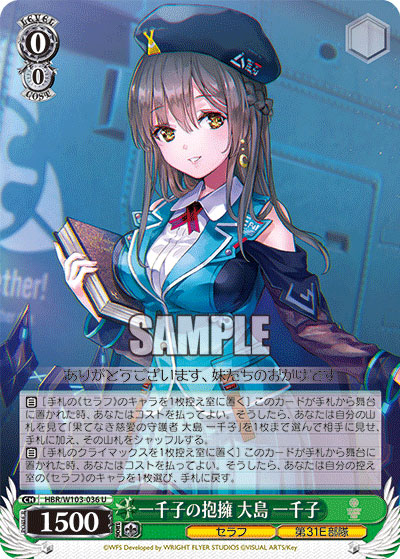 LEVEL
0
0
COST
ther!
SAMPLE
ありがとうございます、妹たちのおかげです
自 [手札の《セラフ》のキャラを1枚控え室に置く] このカードが手札から舞台
に置かれた時、あなたはコストを払ってよい。そうしたら、あなたは自分の山
札を見て「果てなき慈愛の守護者 大島 一千子」を1枚まで選んで相手に見せ、
手札に加え、その山札をシャッフルする。
自 [手札のクライマックスを1枚控え室に置く] このカードが手札から舞台
に置かれた時、あなたはコストを払ってよい。そうしたら、あなたは自分の控え
室の《セラフ》のキャラを1枚選び、手札に戻す。
CH HBR/W103-036 U
1500
一千子の抱擁 大島 一千子
セラフ
第31E部隊
©WFS Developed by WRIGHT FLYER STUDIOS ©VISUAL ARTS/Key